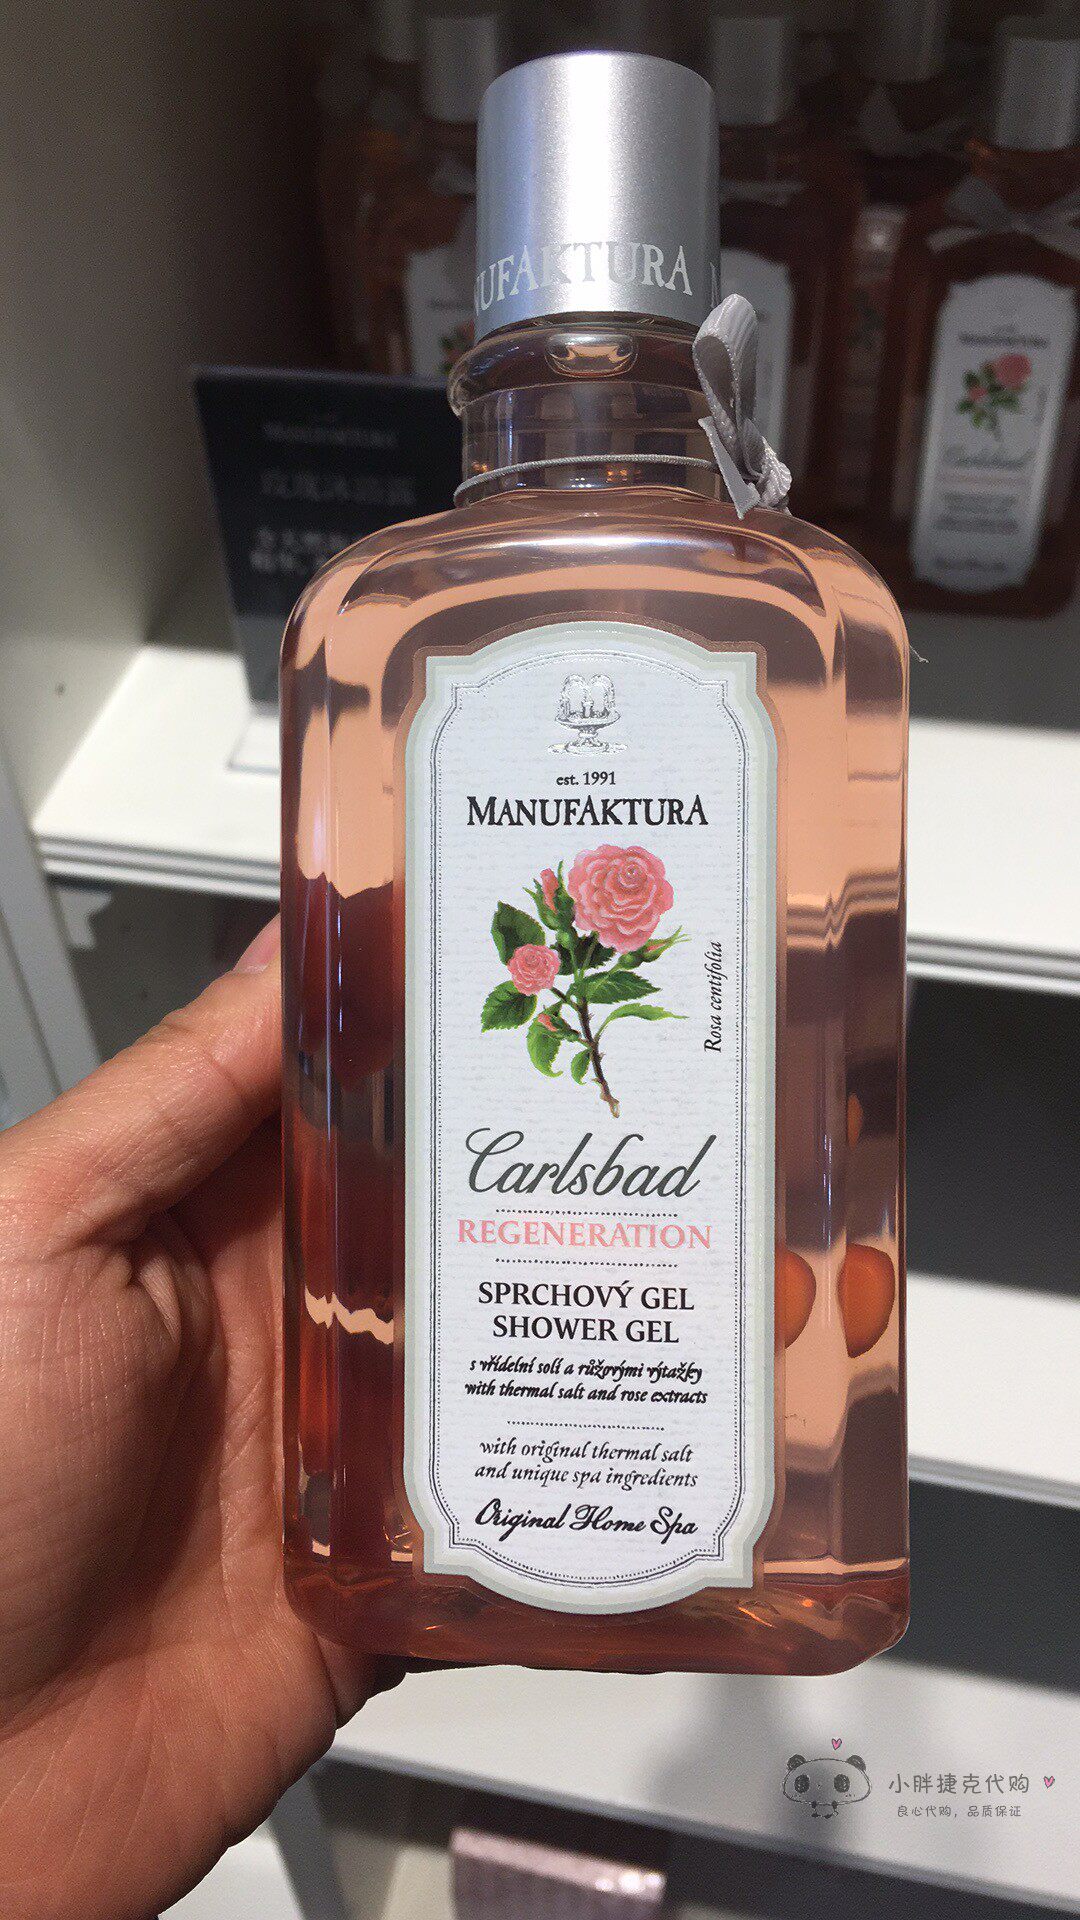 NUFAKTURA M
est. 1991
MANUFAKTURA
Rosa centifolia
Carlsbad
REGENERATION
SPRCHOVÝ GEL
SHOWER GEL
s vřídelní solí a růžovými výtažky
with thermal salt and rose extracts
with original thermal salt
and unique spa ingredients
Original Home Spa
MANUFAKTURA
Carlsbad
小胖捷克代购
良心代购，品质保证